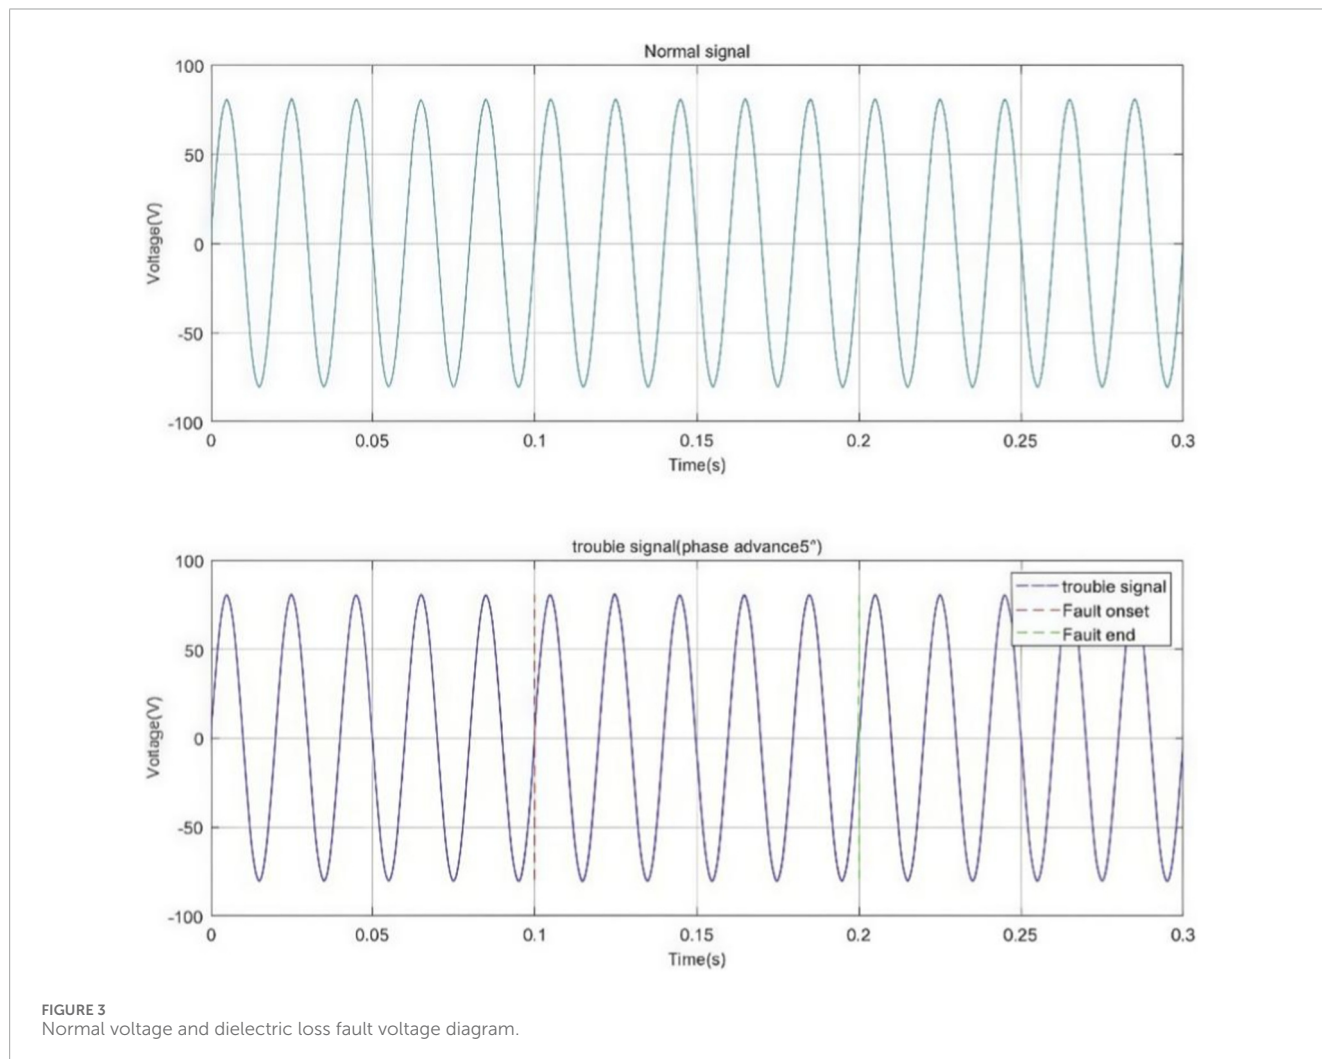 Normal signal
100
50
0
-50
-100
Voltage(V)
0 0.05 0.1 0.15 0.2 0.25 0.3
Time(s)
troubie signal(phase advance5°)
100
50
0
-50
-100
Voltage(V)
troubie signal
Fault onset
Fault end
0 0.05 0.1 0.15 0.2 0.25 0.3
Time(s)
FIGURE 3
Normal voltage and dielectric loss fault voltage diagram.